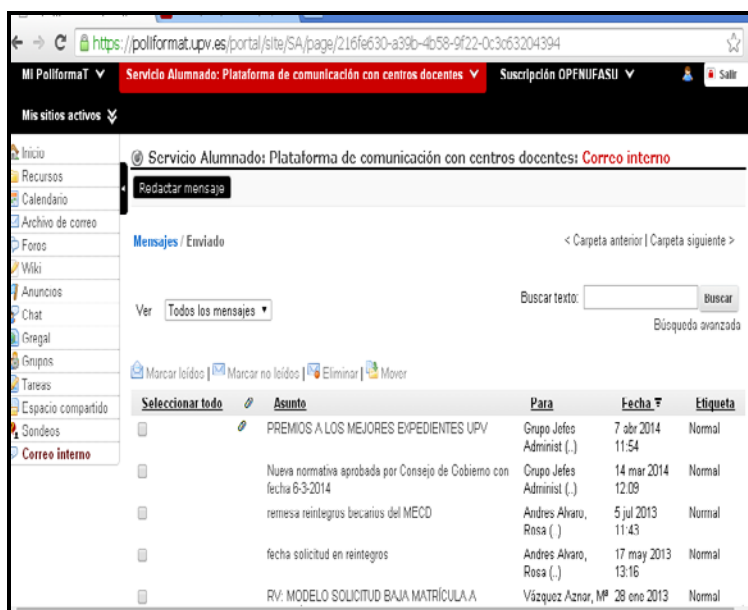 https://poliformat.upv.es/portal/site/SA/page/216fe630-a39b-4b58-9f22-0c3c63204394
Mi PoliformaT Servicio Alumnado: Plataforma de comunicación con centros docentes Suscripción OPENUFASU Salir
Mis sitios activos
Inicio
Recursos
Calendario
Archivo de correo
Foros
Wiki
Anuncios
Chat
Gregal
Grupos
Tareas
Espacio compartido
Sondeos
Correo interno
Servicio Alumnado: Plataforma de comunicación con centros docentes: Correo interno
Redactar mensaje
Mensajes / Enviado < Carpeta anterior | Carpeta siguiente >
Ver Todos los mensajes Buscar texto: Buscar
Búsqueda avanzada
Marcar leídos | Marcar no leídos | Eliminar | Mover
Seleccionar todo Asunto Para Fecha Etiqueta
PREMIOS A LOS MEJORES EXPEDIENTES UPV Grupo Jefes 7 abr 2014 Normal
Administ (..) 11:54
Nueva normativa aprobada por Consejo de Gobierno con Grupo Jefes 14 mar 2014 Normal
fecha 6-3-2014 Administ (..) 12:09
remesa reintegros becarios del MECD Andres Alvaro, 5 jul 2013 Normal
Rosa (..) 11:43
fecha solicitud en reintegros Andres Alvaro, 17 may 2013 Normal
Rosa (..) 13:16
RV: MODELO SOLICITUD BAJA MATRÍCULA A Vázquez Aznar, Mª 28 ene 2013 Normal